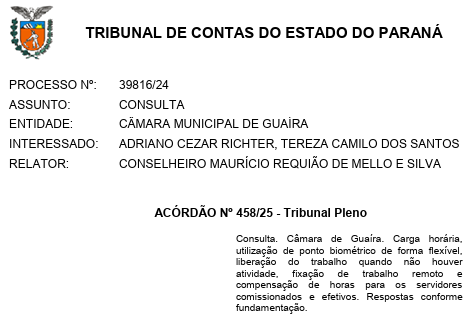 TRIBUNAL DE CONTAS DO ESTADO DO PARANÁ
PROCESSO Nº: 39816/24
ASSUNTO: CONSULTA
ENTIDADE: CÂMARA MUNICIPAL DE GUAÍRA
INTERESSADO: ADRIANO CEZAR RICHTER, TEREZA CAMILO DOS SANTOS
RELATOR: CONSELHEIRO MAURÍCIO REQUIÃO DE MELLO E SILVA
ACÓRDÃO Nº 458/25 - Tribunal Pleno
Consulta. Câmara de Guaíra. Carga horária,
utilização de ponto biométrico de forma flexível,
liberação do trabalho quando não houver
atividade, fixação de trabalho remoto e
compensação de horas para os servidores
comissionados e efetivos. Respostas conforme
fundamentação.